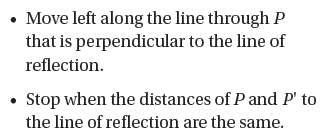 • Move left along the line through P
that is perpendicular to the line of
reflection.
• Stop when the distances of P and P' to
the line of reflection are the same.